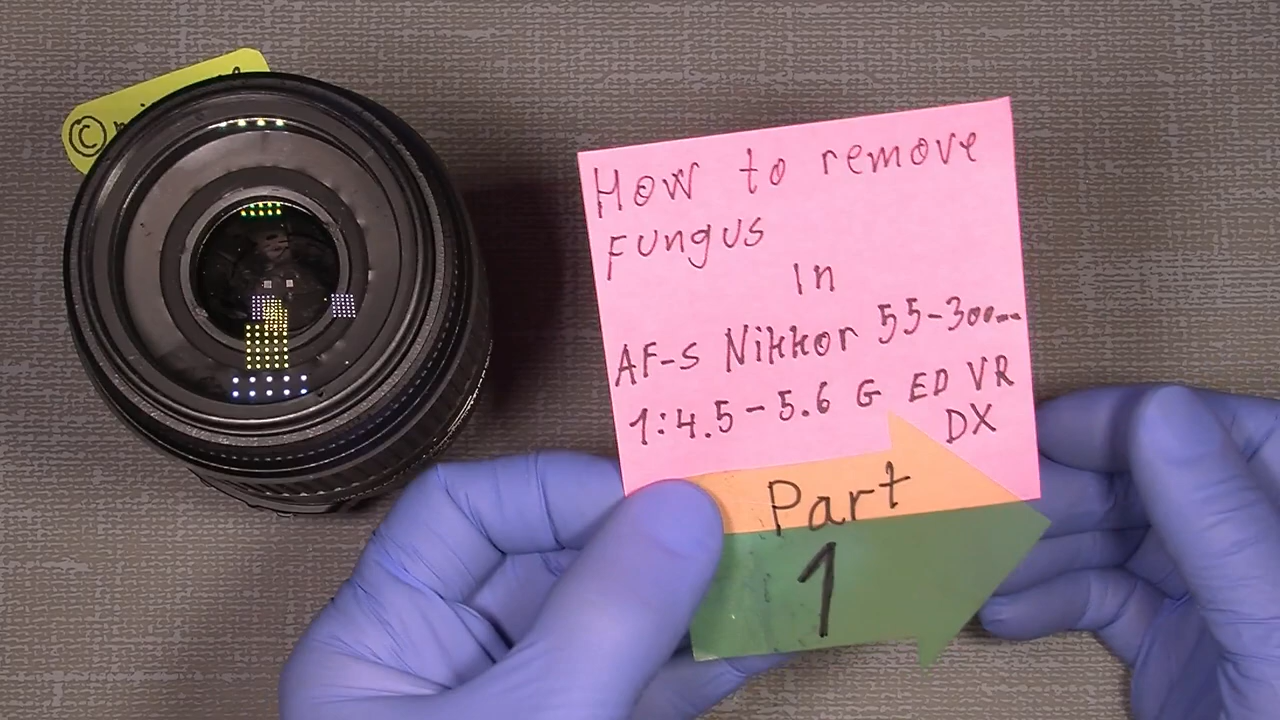 ©
How to remove
Fungus
In
AF-S Nikkor 55-300mm
1:4.5-5.6 G ED VR
DX
Part
1